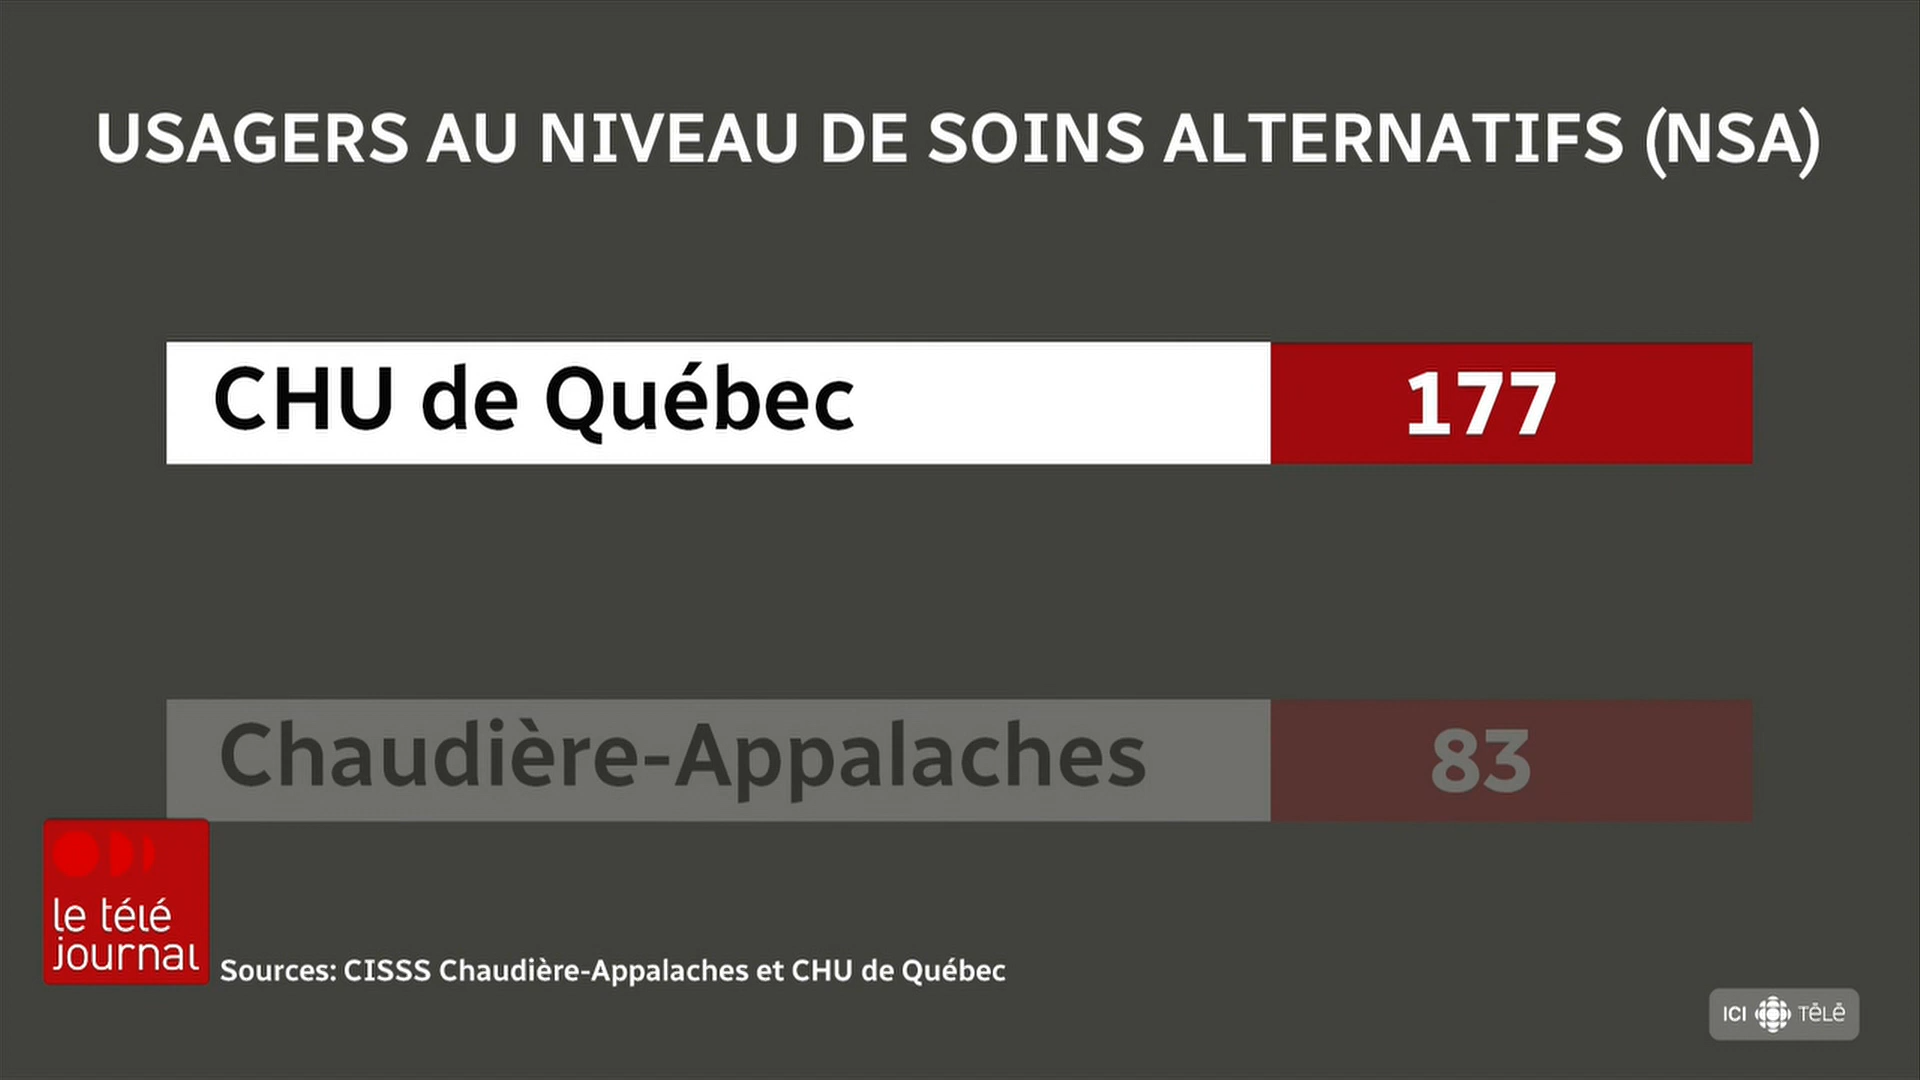 USAGERS AU NIVEAU DE SOINS ALTERNATIFS (NSA)
CHU de Québec 177
Chaudière-Appalaches 83
le télé
journal
Sources: CISSS Chaudière-Appalaches et CHU de Québec
ICI TÉLÉ